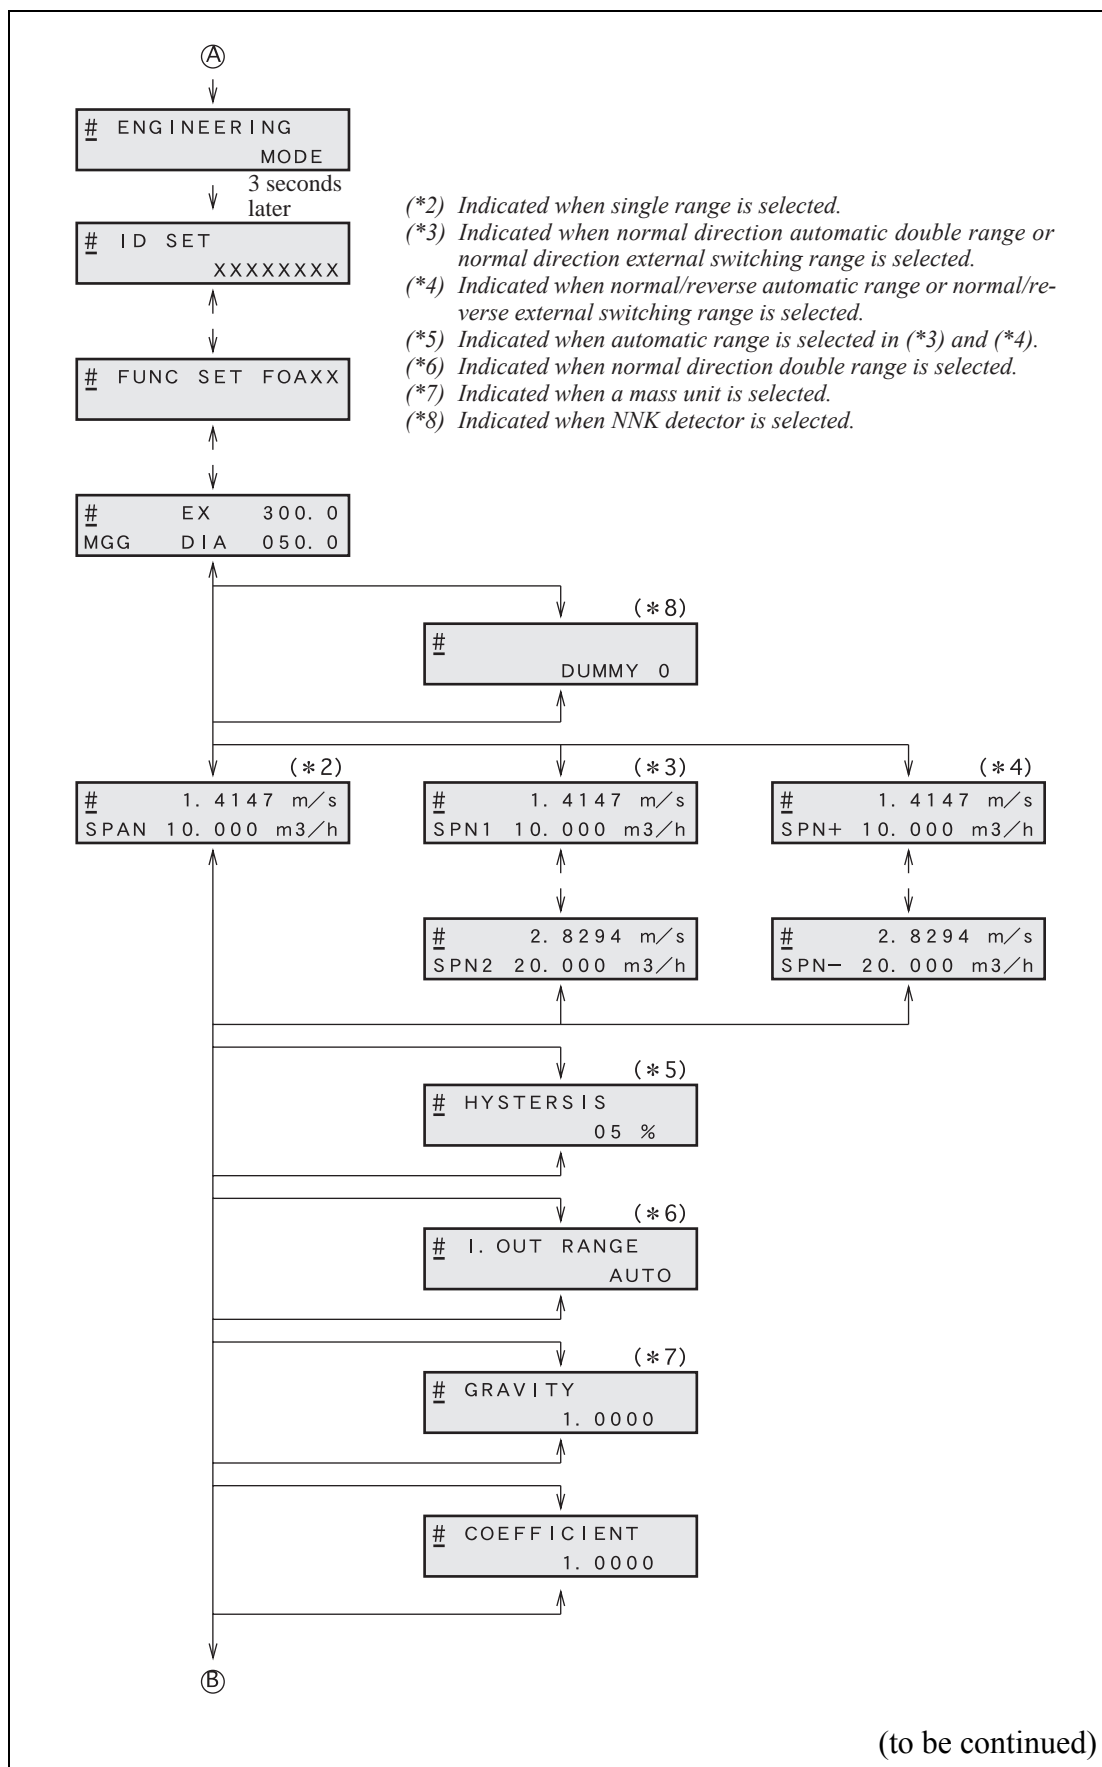 A
# ENGINEERING
MODE
3 seconds
later
# ID SET
XXXXXXXX
(*2) Indicated when single range is selected.
(*3) Indicated when normal direction automatic double range or
normal direction external switching range is selected.
(*4) Indicated when normal/reverse automatic range or normal/re-
verse external switching range is selected.
(*5) Indicated when automatic range is selected in (*3) and (*4).
(*6) Indicated when normal direction double range is selected.
(*7) Indicated when a mass unit is selected.
(*8) Indicated when NNK detector is selected.
# FUNC SET FOAXX
# EX 300. 0
MGG DIA 050. 0
(*8)
#
DUMMY 0
(*2)
# 1. 4147 m/s
SPAN 10. 000 m3/h
(*3)
# 1. 4147 m/s
SPN1 10. 000 m3/h
(*4)
# 1. 4147 m/s
SPN+ 10. 000 m3/h
# 2. 8294 m/s
SPN2 20. 000 m3/h
# 2. 8294 m/s
SPN− 20. 000 m3/h
(*5)
# HYSTERSIS
05 %
(*6)
# I. OUT RANGE
AUTO
(*7)
# GRAVITY
1. 0000
# COEFFICIENT
1. 0000
B
(to be continued)